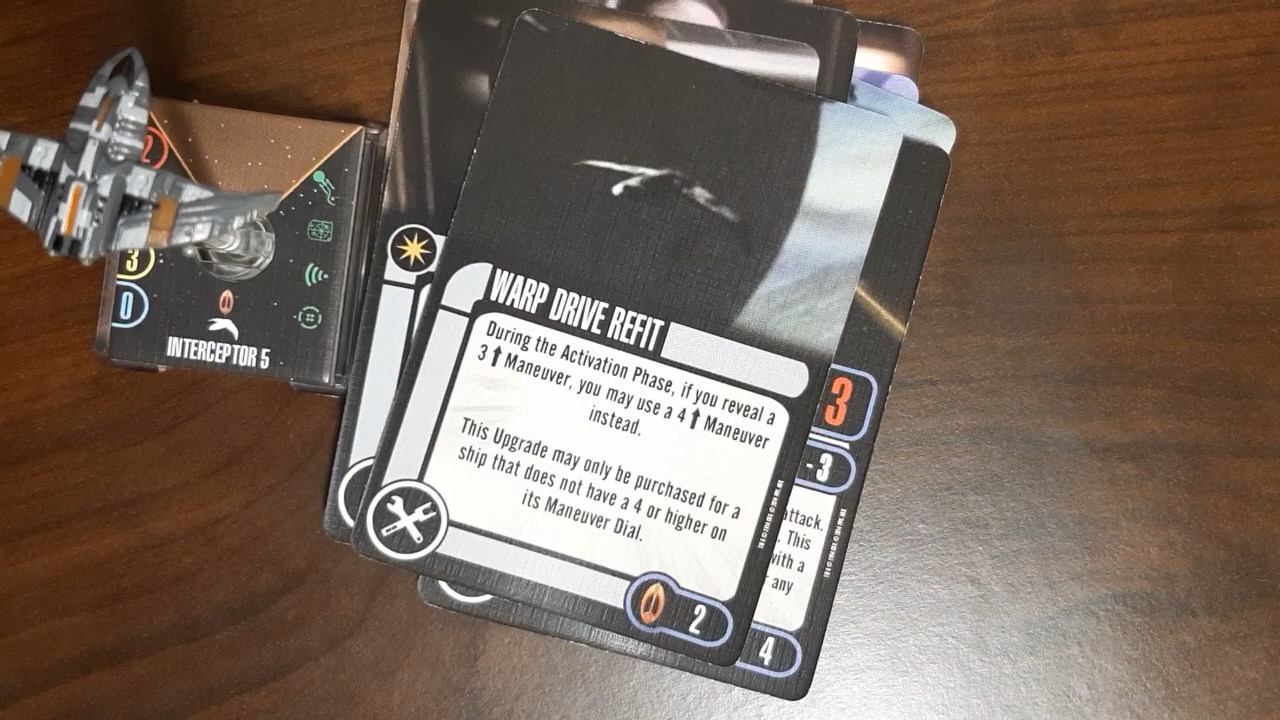 2
3
0
INTERCEPTOR 5
WARP DRIVE REFIT
During the Activation Phase, if you reveal a
3 ⬆ Maneuver, you may use a 4 ⬆ Maneuver
instead.
This Upgrade may only be purchased for a
ship that does not have a 4 or higher on
its Maneuver Dial.
2
3
- 3
attack.
. This
with a
any
4